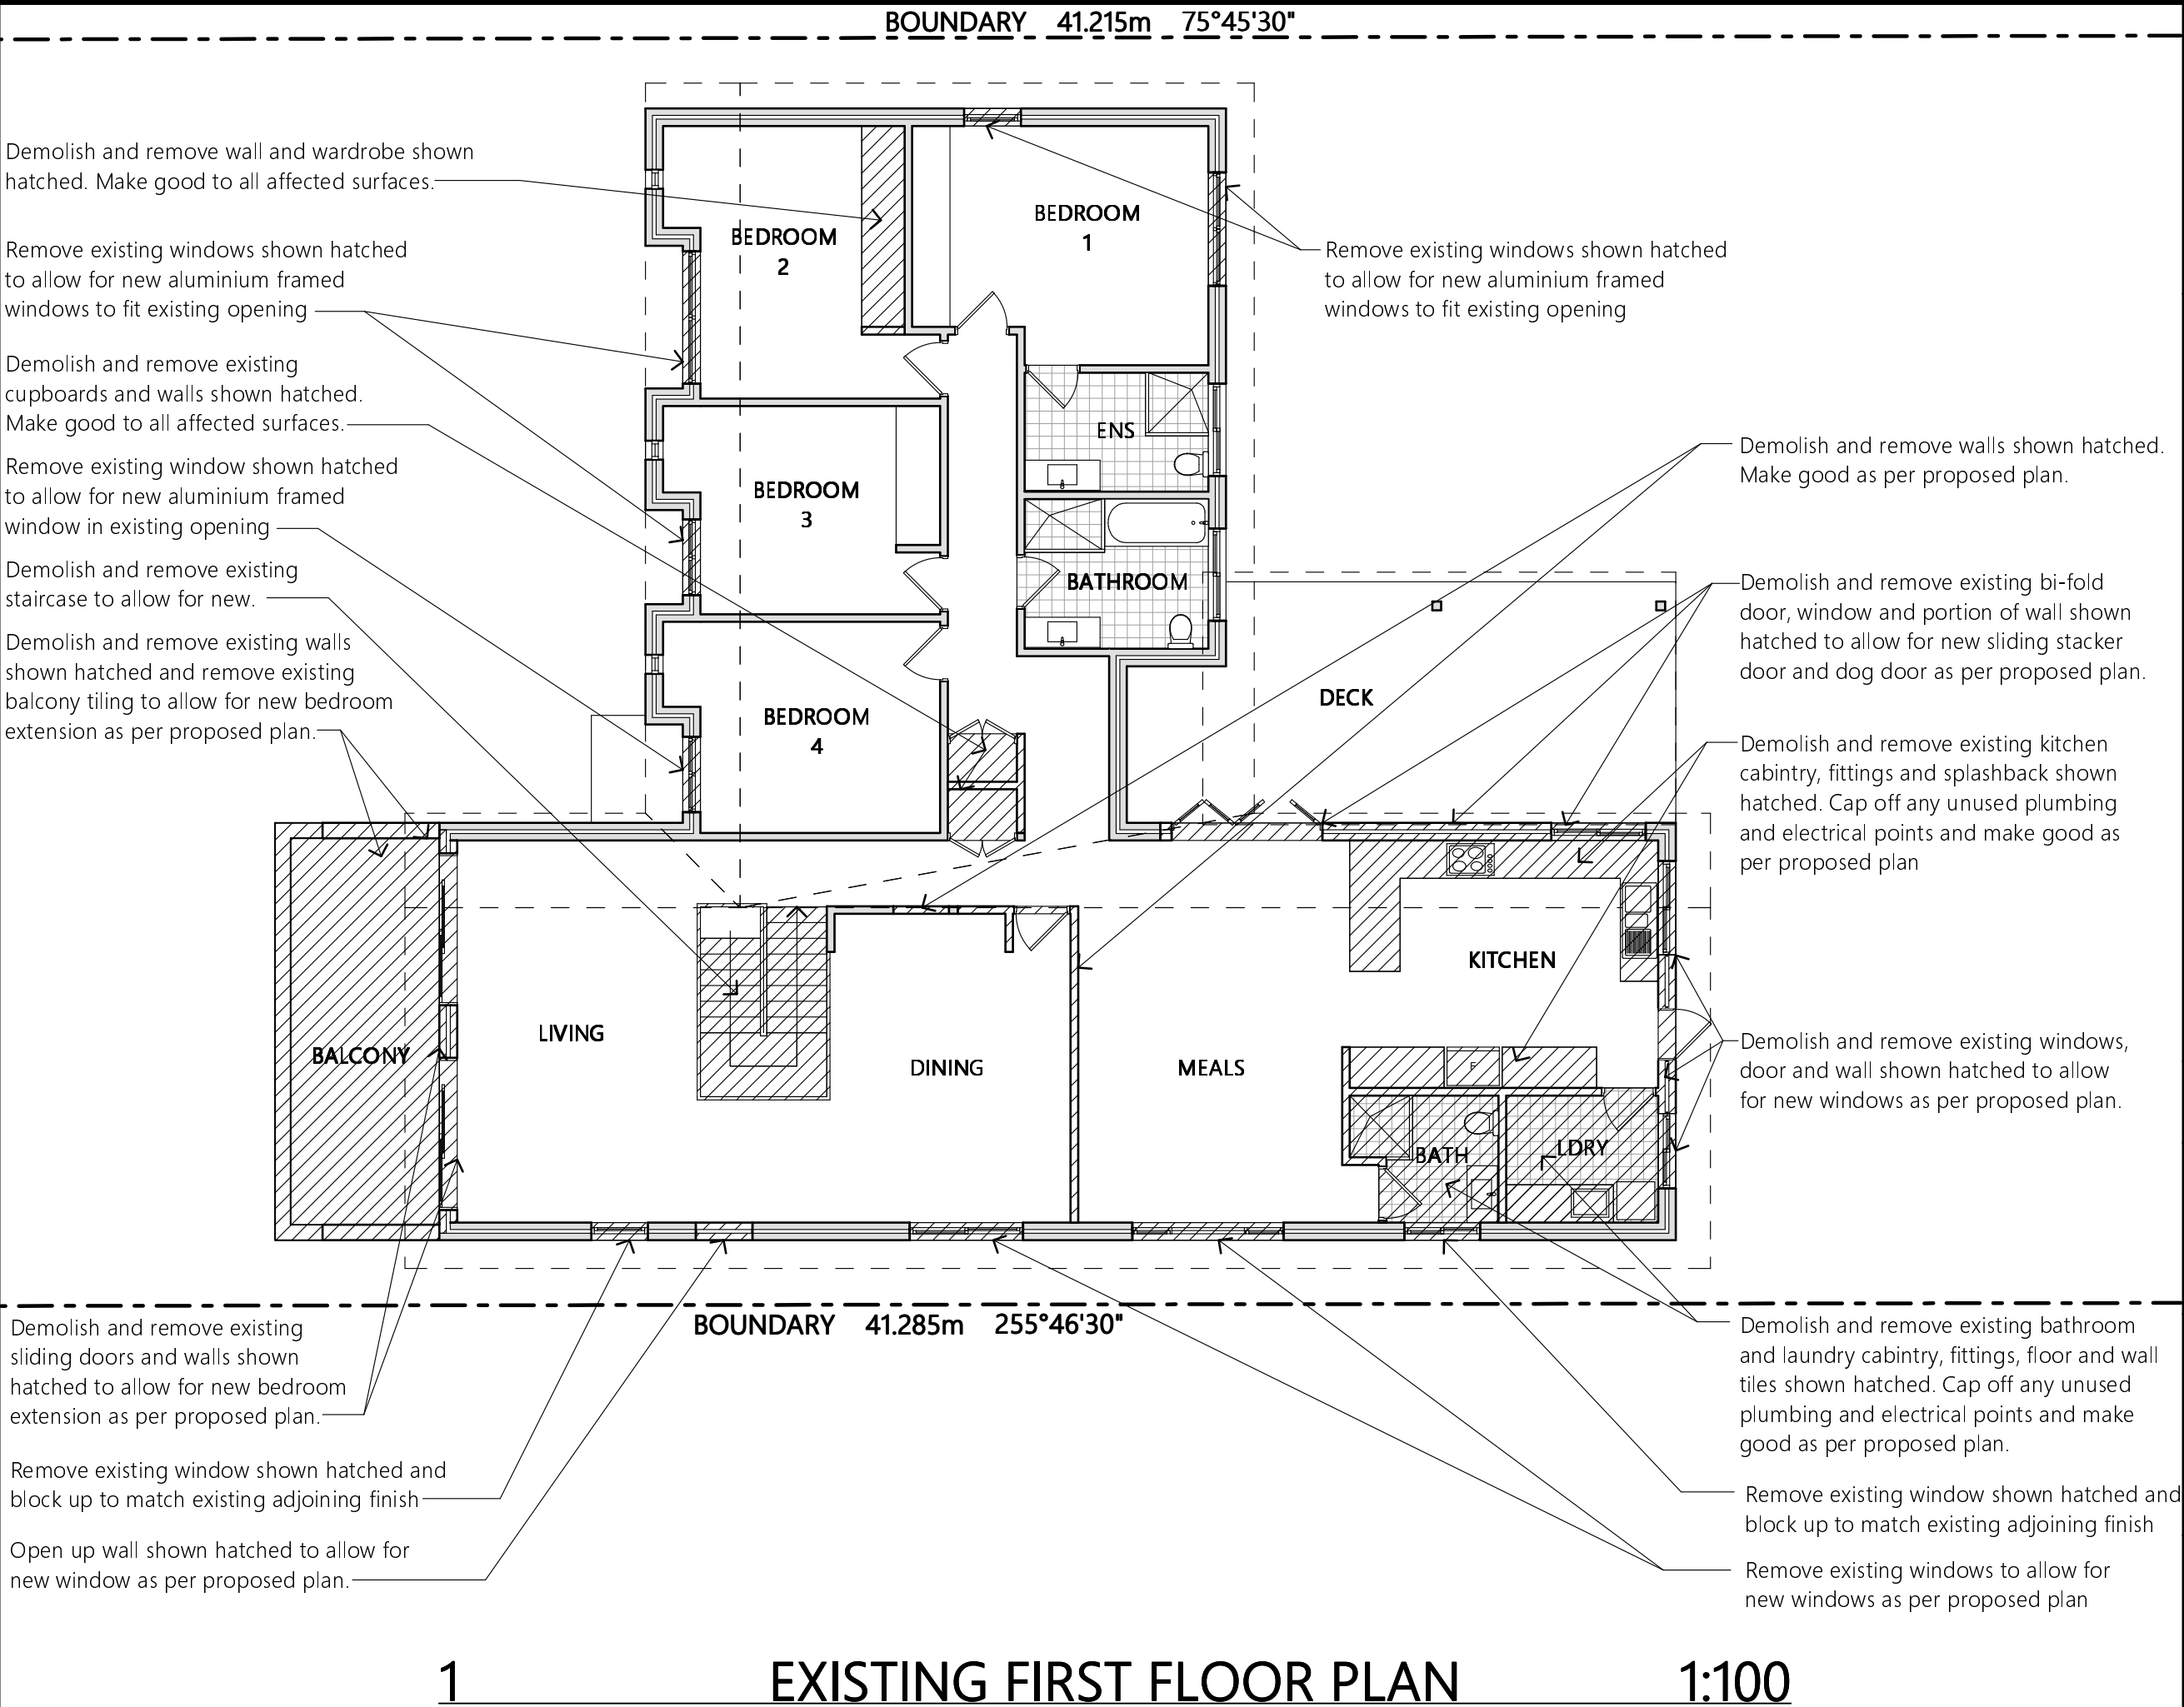 BOUNDARY 41.215m 75°45'30"
Demolish and remove wall and wardrobe shown
hatched. Make good to all affected surfaces.
Remove existing windows shown hatched
to allow for new aluminium framed
windows to fit existing opening
Demolish and remove existing
cupboards and walls shown hatched.
Make good to all affected surfaces.
Remove existing window shown hatched
to allow for new aluminium framed
window in existing opening
Demolish and remove existing
staircase to allow for new.
Demolish and remove existing walls
shown hatched and remove existing
balcony tiling to allow for new bedroom
extension as per proposed plan.
BEDROOM
2
BEDROOM
1
BEDROOM
3
BEDROOM
4
ENS
BATHROOM
DECK
BALCONY
LIVING
DINING
MEALS
KITCHEN
F
BATH
LDRY
Remove existing windows shown hatched
to allow for new aluminium framed
windows to fit existing opening
Demolish and remove walls shown hatched.
Make good as per proposed plan.
Demolish and remove existing bi-fold
door, window and portion of wall shown
hatched to allow for new sliding stacker
door and dog door as per proposed plan.
Demolish and remove existing kitchen
cabintry, fittings and splashback shown
hatched. Cap off any unused plumbing
and electrical points and make good as
per proposed plan
Demolish and remove existing windows,
door and wall shown hatched to allow
for new windows as per proposed plan.
BOUNDARY 41.285m 255°46'30"
Demolish and remove existing
sliding doors and walls shown
hatched to allow for new bedroom
extension as per proposed plan.
Remove existing window shown hatched and
block up to match existing adjoining finish
Open up wall shown hatched to allow for
new window as per proposed plan.
Demolish and remove existing bathroom
and laundry cabintry, fittings, floor and wall
tiles shown hatched. Cap off any unused
plumbing and electrical points and make
good as per proposed plan.
Remove existing window shown hatched and
block up to match existing adjoining finish
Remove existing windows to allow for
new windows as per proposed plan
1 EXISTING FIRST FLOOR PLAN 1:100